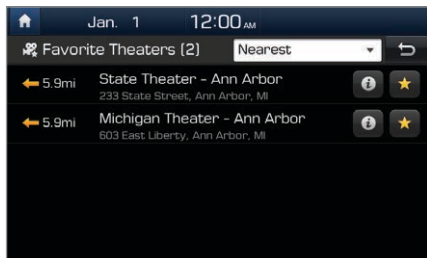 Jan. 1 12:00 AM
Favorite Theaters (2) Nearest
5.9mi State Theater - Ann Arbor
233 State Street, Ann Arbor, MI
5.9mi Michigan Theater - Ann Arbor
603 East Liberty, Ann Arbor, MI